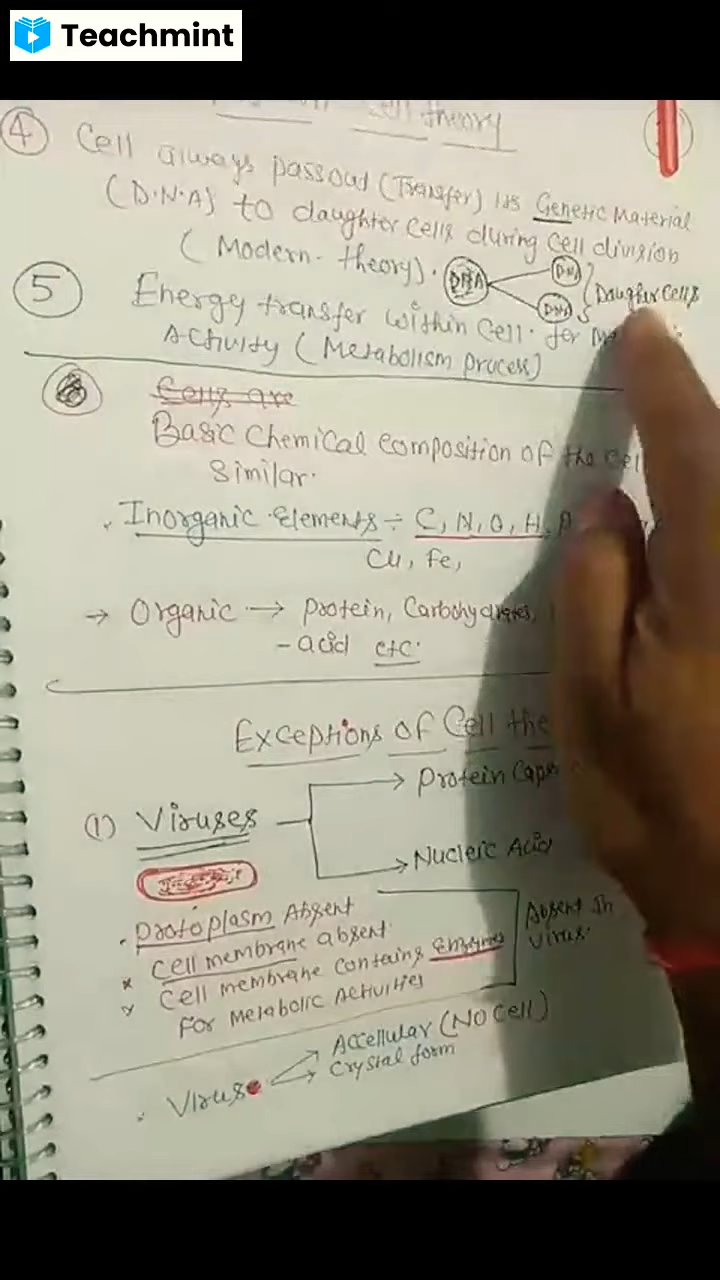 Teachmint
Cell theory
4 Cell always passout (Transfer) its Genetic Material
(D.N.A) to daughter cells during cell division
(Modern theory).
DNA
DNA
DNA
Daugher Cells
5 Energy transfer within cell for
Activity (Metabolism process)
6
Cells are
Basic chemical composition of the cell
similar.
Inorganic Elements ÷ C, N, O, H, P
Cu, Fe,
→ Organic → Protein, Carbohydrates,
- acid etc.
Exceptions of Cell the
(1) Viruses
Protein Caps
Nucleic Acid
• Protoplasm Absent
× Cell membrane absent
× Cell membrane Containg Enzyme
For Metabolic Activities
Absent in
virus.
• Virus
Accellular (No Cell)
Crystal form